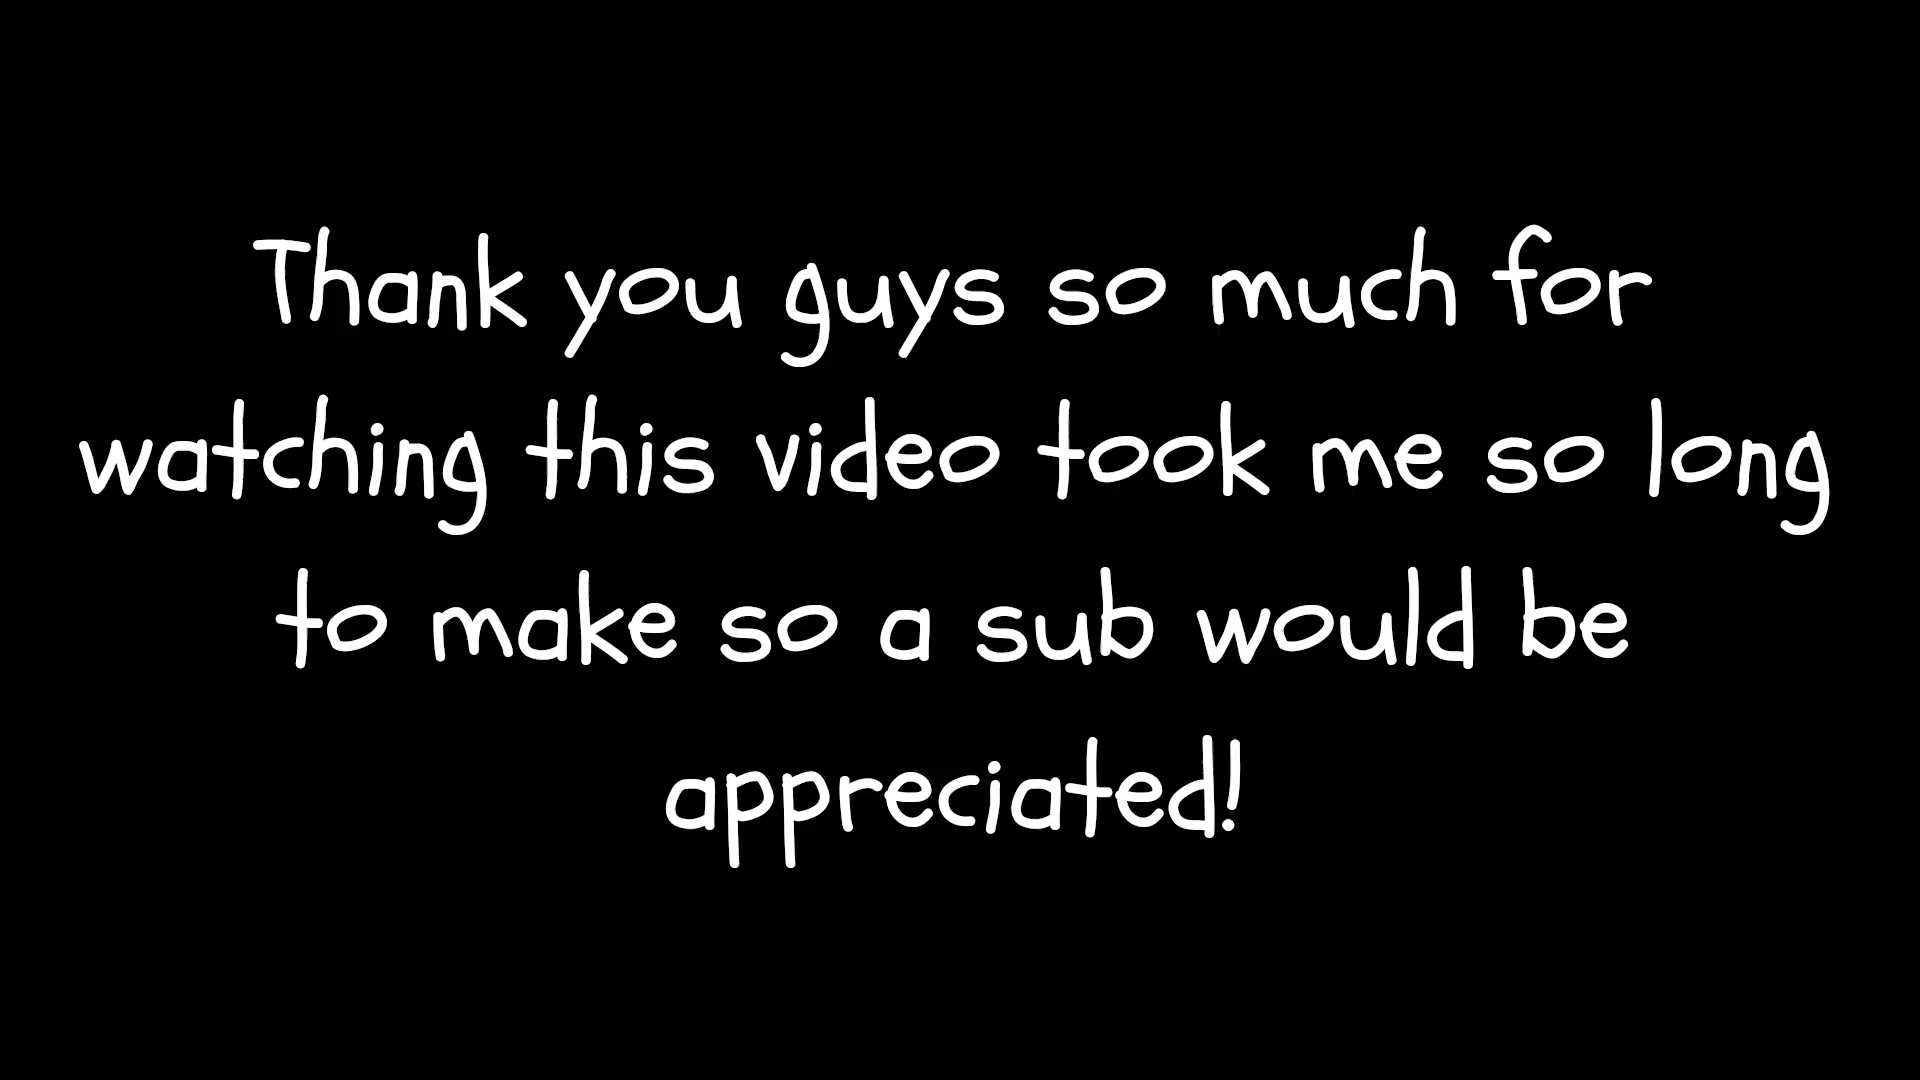 Thank you guys so much for
watching this video took me so long
to make so a sub would be
appreciated!